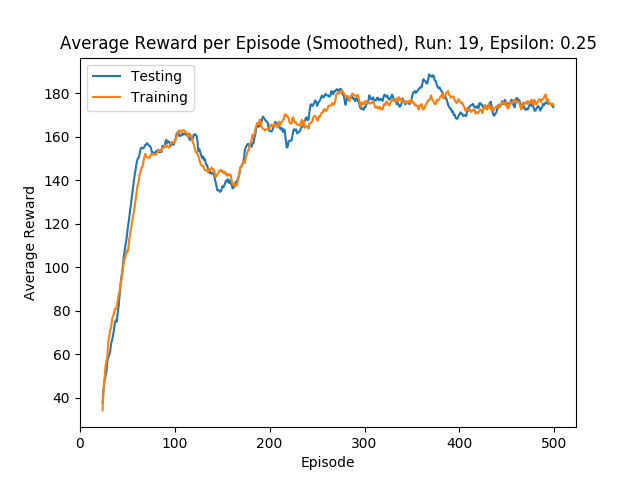 Average Reward per Episode (Smoothed), Run: 19, Epsilon: 0.25
Testing
Training
180
160
140
120
100
80
60
40
Average Reward
0 100 200 300 400 500
Episode